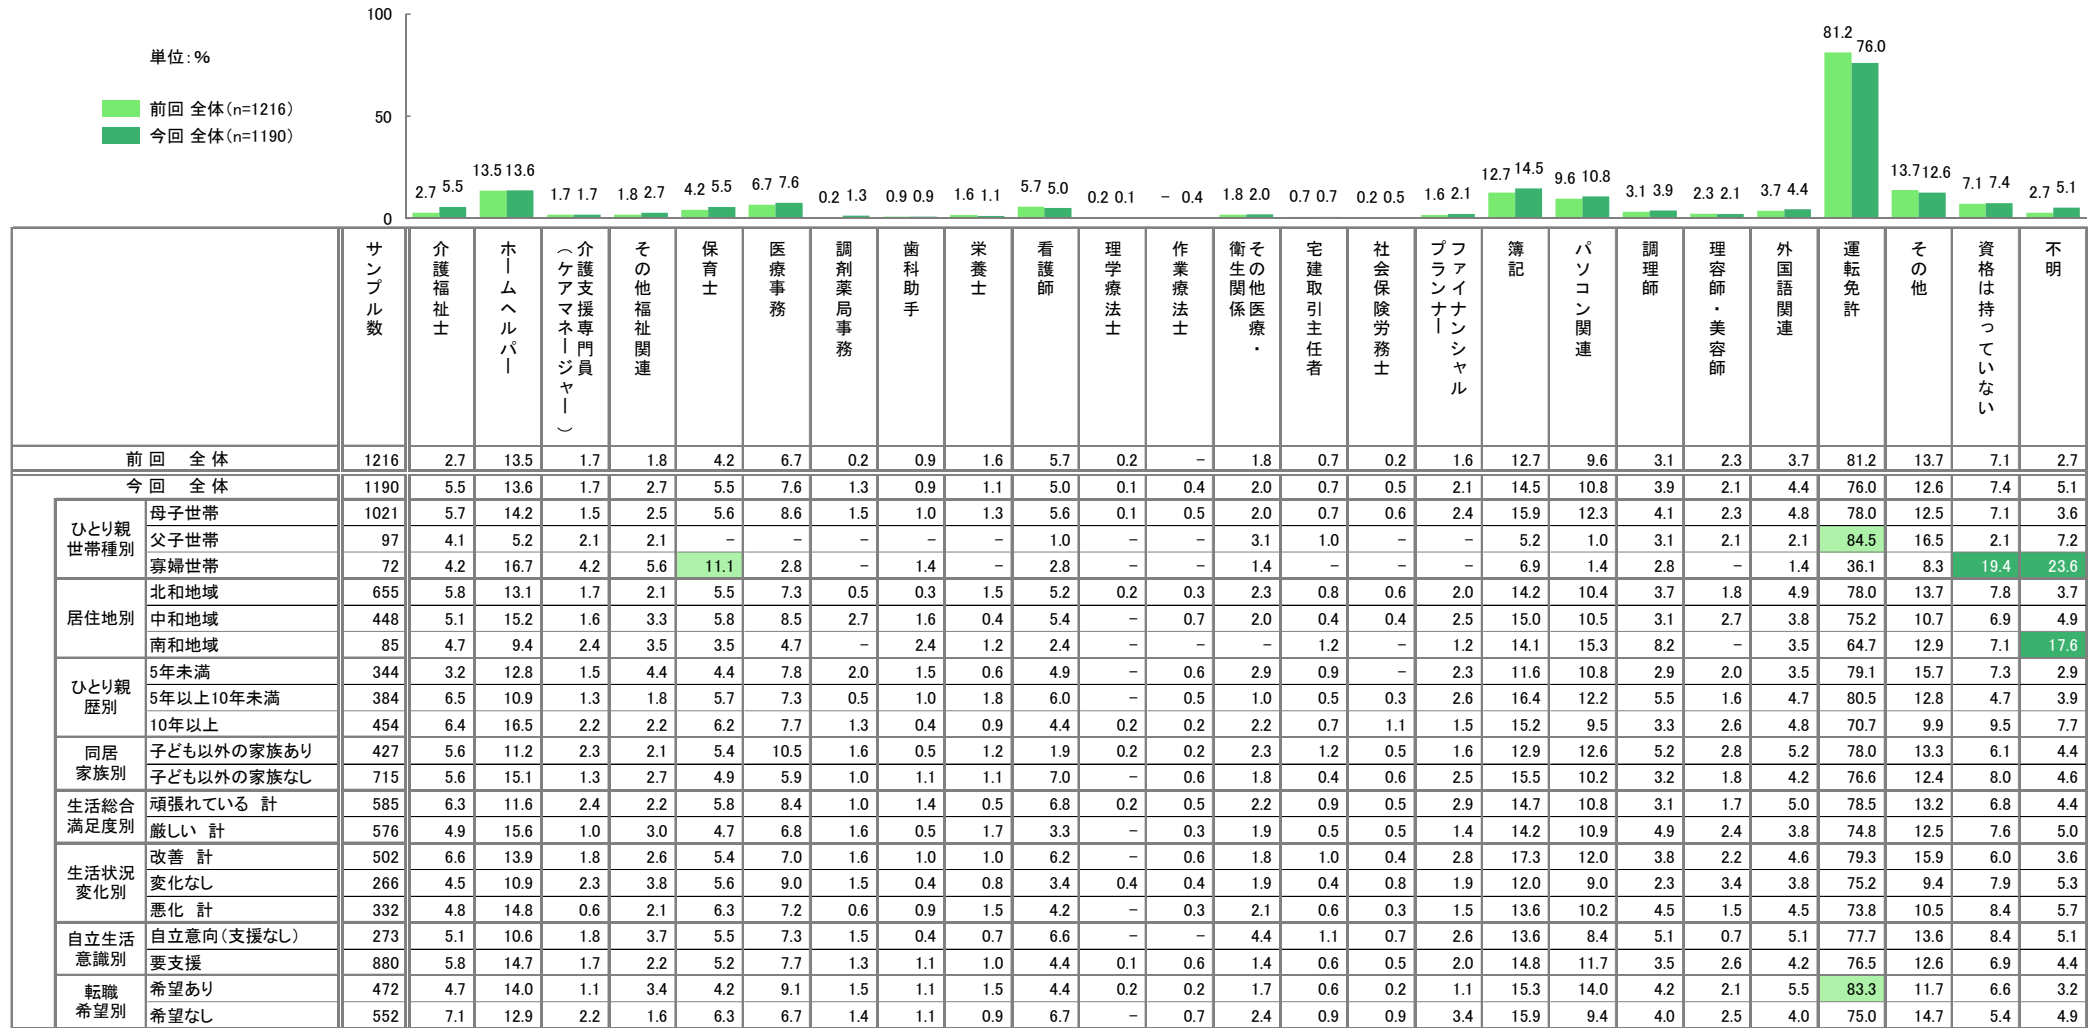 単位：％
前回 全体（n=1216）
今回 全体（n=1190）
100
50
0
2.7 5.5 13.5 13.6 1.7 1.7 1.8 2.7 4.2 5.5 6.7 7.6 0.2 1.3 0.9 0.9 1.6 1.1 5.7 5.0 0.2 0.1 − 0.4 1.8 2.0 0.7 0.7 0.2 0.5 1.6 2.1 12.7 14.5 9.6 10.8 3.1 3.9 2.3 2.1 3.7 4.4 81.2 76.0 13.7 12.6 7.1 7.4 2.7 5.1
サンプル数
介護福祉士
ホームヘルパー
介護支援専門員
（ケアマネージャー）
その他福祉関連
保育士
医療事務
調剤薬局事務
歯科助手
栄養士
看護師
理学療法士
作業療法士
その他医療・
衛生関係
宅建取引主任者
社会保険労務士
ファイナンシャル
プランナー
簿記
パソコン関連
調理師
理容師・美容師
外国語関連
運転免許
その他
資格は持っていない
不明
前回 全体 1216 2.7 13.5 1.7 1.8 4.2 6.7 0.2 0.9 1.6 5.7 0.2 − 1.8 0.7 0.2 1.6 12.7 9.6 3.1 2.3 3.7 81.2 13.7 7.1 2.7
今回 全体 1190 5.5 13.6 1.7 2.7 5.5 7.6 1.3 0.9 1.1 5.0 0.1 0.4 2.0 0.7 0.5 2.1 14.5 10.8 3.9 2.1 4.4 76.0 12.6 7.4 5.1
ひとり親
世帯種別
母子世帯 1021 5.7 14.2 1.5 2.5 5.6 8.6 1.5 1.0 1.3 5.6 0.1 0.5 2.0 0.7 0.6 2.4 15.9 12.3 4.1 2.3 4.8 78.0 12.5 7.1 3.6
父子世帯 97 4.1 5.2 2.1 2.1 − − − − − 1.0 − − 3.1 1.0 − − 5.2 1.0 3.1 2.1 2.1 84.5 16.5 2.1 7.2
寡婦世帯 72 4.2 16.7 4.2 5.6 11.1 2.8 − 1.4 − 2.8 − − 1.4 − − − 6.9 1.4 2.8 − 1.4 36.1 8.3 19.4 23.6
居住地別
北和地域 655 5.8 13.1 1.7 2.1 5.5 7.3 0.5 0.3 1.5 5.2 0.2 0.3 2.3 0.8 0.6 2.0 14.2 10.4 3.7 1.8 4.9 78.0 13.7 7.8 3.7
中和地域 448 5.1 15.2 1.6 3.3 5.8 8.5 2.7 1.6 0.4 5.4 − 0.7 2.0 0.4 0.4 2.5 15.0 10.5 3.1 2.7 3.8 75.2 10.7 6.9 4.9
南和地域 85 4.7 9.4 2.4 3.5 3.5 4.7 − 2.4 1.2 2.4 − − − 1.2 − 1.2 14.1 15.3 8.2 − 3.5 64.7 12.9 7.1 17.6
ひとり親
歴別
5年未満 344 3.2 12.8 1.5 4.4 4.4 7.8 2.0 1.5 0.6 4.9 − 0.6 2.9 0.9 − 2.3 11.6 10.8 2.9 2.0 3.5 79.1 15.7 7.3 2.9
5年以上10年未満 384 6.5 10.9 1.3 1.8 5.7 7.3 0.5 1.0 1.8 6.0 − 0.5 1.0 0.5 0.3 2.6 16.4 12.2 5.5 1.6 4.7 80.5 12.8 4.7 3.9
10年以上 454 6.4 16.5 2.2 2.2 6.2 7.7 1.3 0.4 0.9 4.4 0.2 0.2 2.2 0.7 1.1 1.5 15.2 9.5 3.3 2.6 4.8 70.7 9.9 9.5 7.7
同居
家族別
子ども以外の家族あり 427 5.6 11.2 2.3 2.1 5.4 10.5 1.6 0.5 1.2 1.9 0.2 0.2 2.3 1.2 0.5 1.6 12.9 12.6 5.2 2.8 5.2 78.0 13.3 6.1 4.4
子ども以外の家族なし 715 5.6 15.1 1.3 2.7 4.9 5.9 1.0 1.1 1.1 7.0 − 0.6 1.8 0.4 0.6 2.5 15.5 10.2 3.2 1.8 4.2 76.6 12.4 8.0 4.6
生活総合
満足度別
頑張れている 計 585 6.3 11.6 2.4 2.2 5.8 8.4 1.0 1.4 0.5 6.8 0.2 0.5 2.2 0.9 0.5 2.9 14.7 10.8 3.1 1.7 5.0 78.5 13.2 6.8 4.4
厳しい 計 576 4.9 15.6 1.0 3.0 4.7 6.8 1.6 0.5 1.7 3.3 − 0.3 1.9 0.5 0.5 1.4 14.2 10.9 4.9 2.4 3.8 74.8 12.5 7.6 5.0
生活状況
変化別
改善 計 502 6.6 13.9 1.8 2.6 5.4 7.0 1.6 1.0 1.0 6.2 − 0.6 1.8 1.0 0.4 2.8 17.3 12.0 3.8 2.2 4.6 79.3 15.9 6.0 3.6
変化なし 266 4.5 10.9 2.3 3.8 5.6 9.0 1.5 0.4 0.8 3.4 0.4 0.4 1.9 0.4 0.8 1.9 12.0 9.0 2.3 3.4 3.8 75.2 9.4 7.9 5.3
悪化 計 332 4.8 14.8 0.6 2.1 6.3 7.2 0.6 0.9 1.5 4.2 − 0.3 2.1 0.6 0.3 1.5 13.6 10.2 4.5 1.5 4.5 73.8 10.5 8.4 5.7
自立生活
意識別
自立意向（支援なし） 273 5.1 10.6 1.8 3.7 5.5 7.3 1.5 0.4 0.7 6.6 − − 4.4 1.1 0.7 2.6 13.6 8.4 5.1 0.7 5.1 77.7 13.6 8.4 5.1
要支援 880 5.8 14.7 1.7 2.2 5.2 7.7 1.3 1.1 1.0 4.4 0.1 0.6 1.4 0.6 0.5 2.0 14.8 11.7 3.5 2.6 4.2 76.5 12.6 6.9 4.4
転職
希望別
希望あり 472 4.7 14.0 1.1 3.4 4.2 9.1 1.5 1.1 1.5 4.4 0.2 0.2 1.7 0.6 0.2 1.1 15.3 14.0 4.2 2.1 5.5 83.3 11.7 6.6 3.2
希望なし 552 7.1 12.9 2.2 1.6 6.3 6.7 1.4 1.1 0.9 6.7 − 0.7 2.4 0.9 0.9 3.4 15.9 9.4 4.0 2.5 4.0 75.0 14.7 5.4 4.9